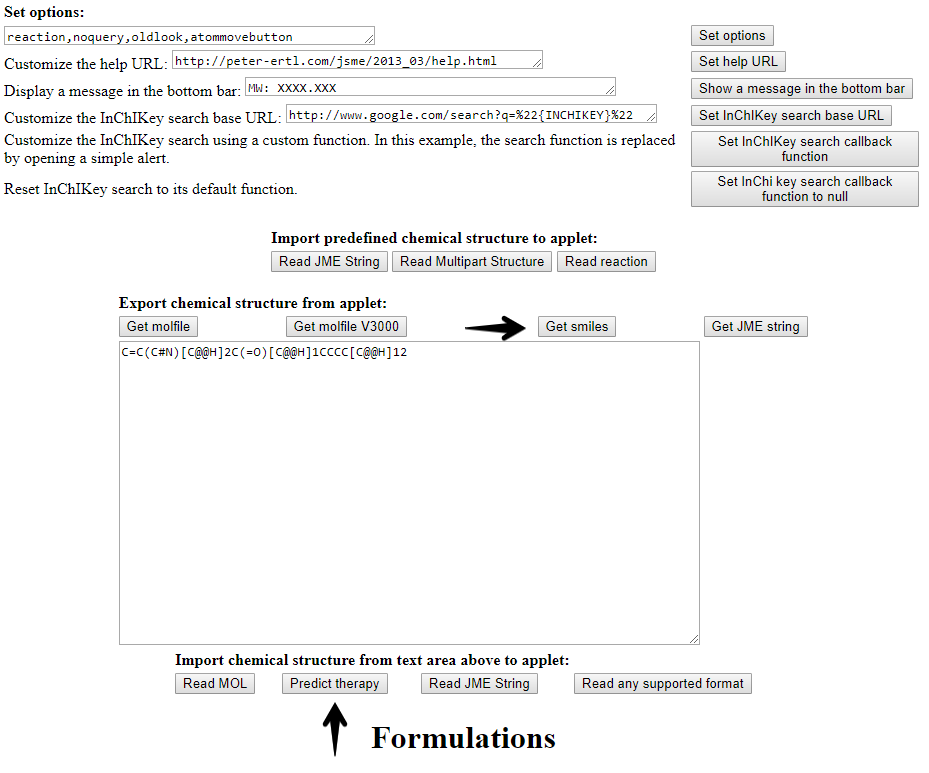 Set options:
reaction,noquery,oldlook,atommovebutton
Set options
Customize the help URL: http://peter-ertl.com/jsme/2013_03/help.html
Set help URL
Display a message in the bottom bar: MW: XXXX.XXX
Show a message in the bottom bar
Customize the InChIKey search base URL: http://www.google.com/search?q=%22{INCHIKEY}%22
Set InChIKey search base URL
Customize the InChIKey search using a custom function. In this example, the search function is replaced
by opening a simple alert.
Set InChIKey search callback
function
Reset InChIKey search to its default function.
Set InChi key search callback
function to null
Import predefined chemical structure to applet:
Read JME String Read Multipart Structure Read reaction
Export chemical structure from applet:
Get molfile Get molfile V3000 Get smiles Get JME string
C=C(C#N)[C@@H]2C(=O)[C@@H]1CCCC[C@@H]12
Import chemical structure from text area above to applet:
Read MOL Predict therapy Read JME String Read any supported format
Formulations